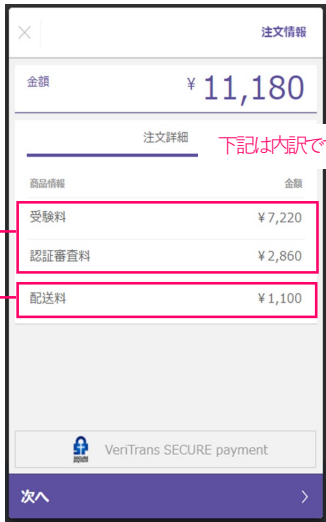 注文情報
金額 ¥ 11,180
注文詳細
下記は内訳で
商品情報 金額
受験料 ¥7,220
認証審査料 ¥2,860
配送料 ¥1,100
VeriTrans SECURE payment
次へ